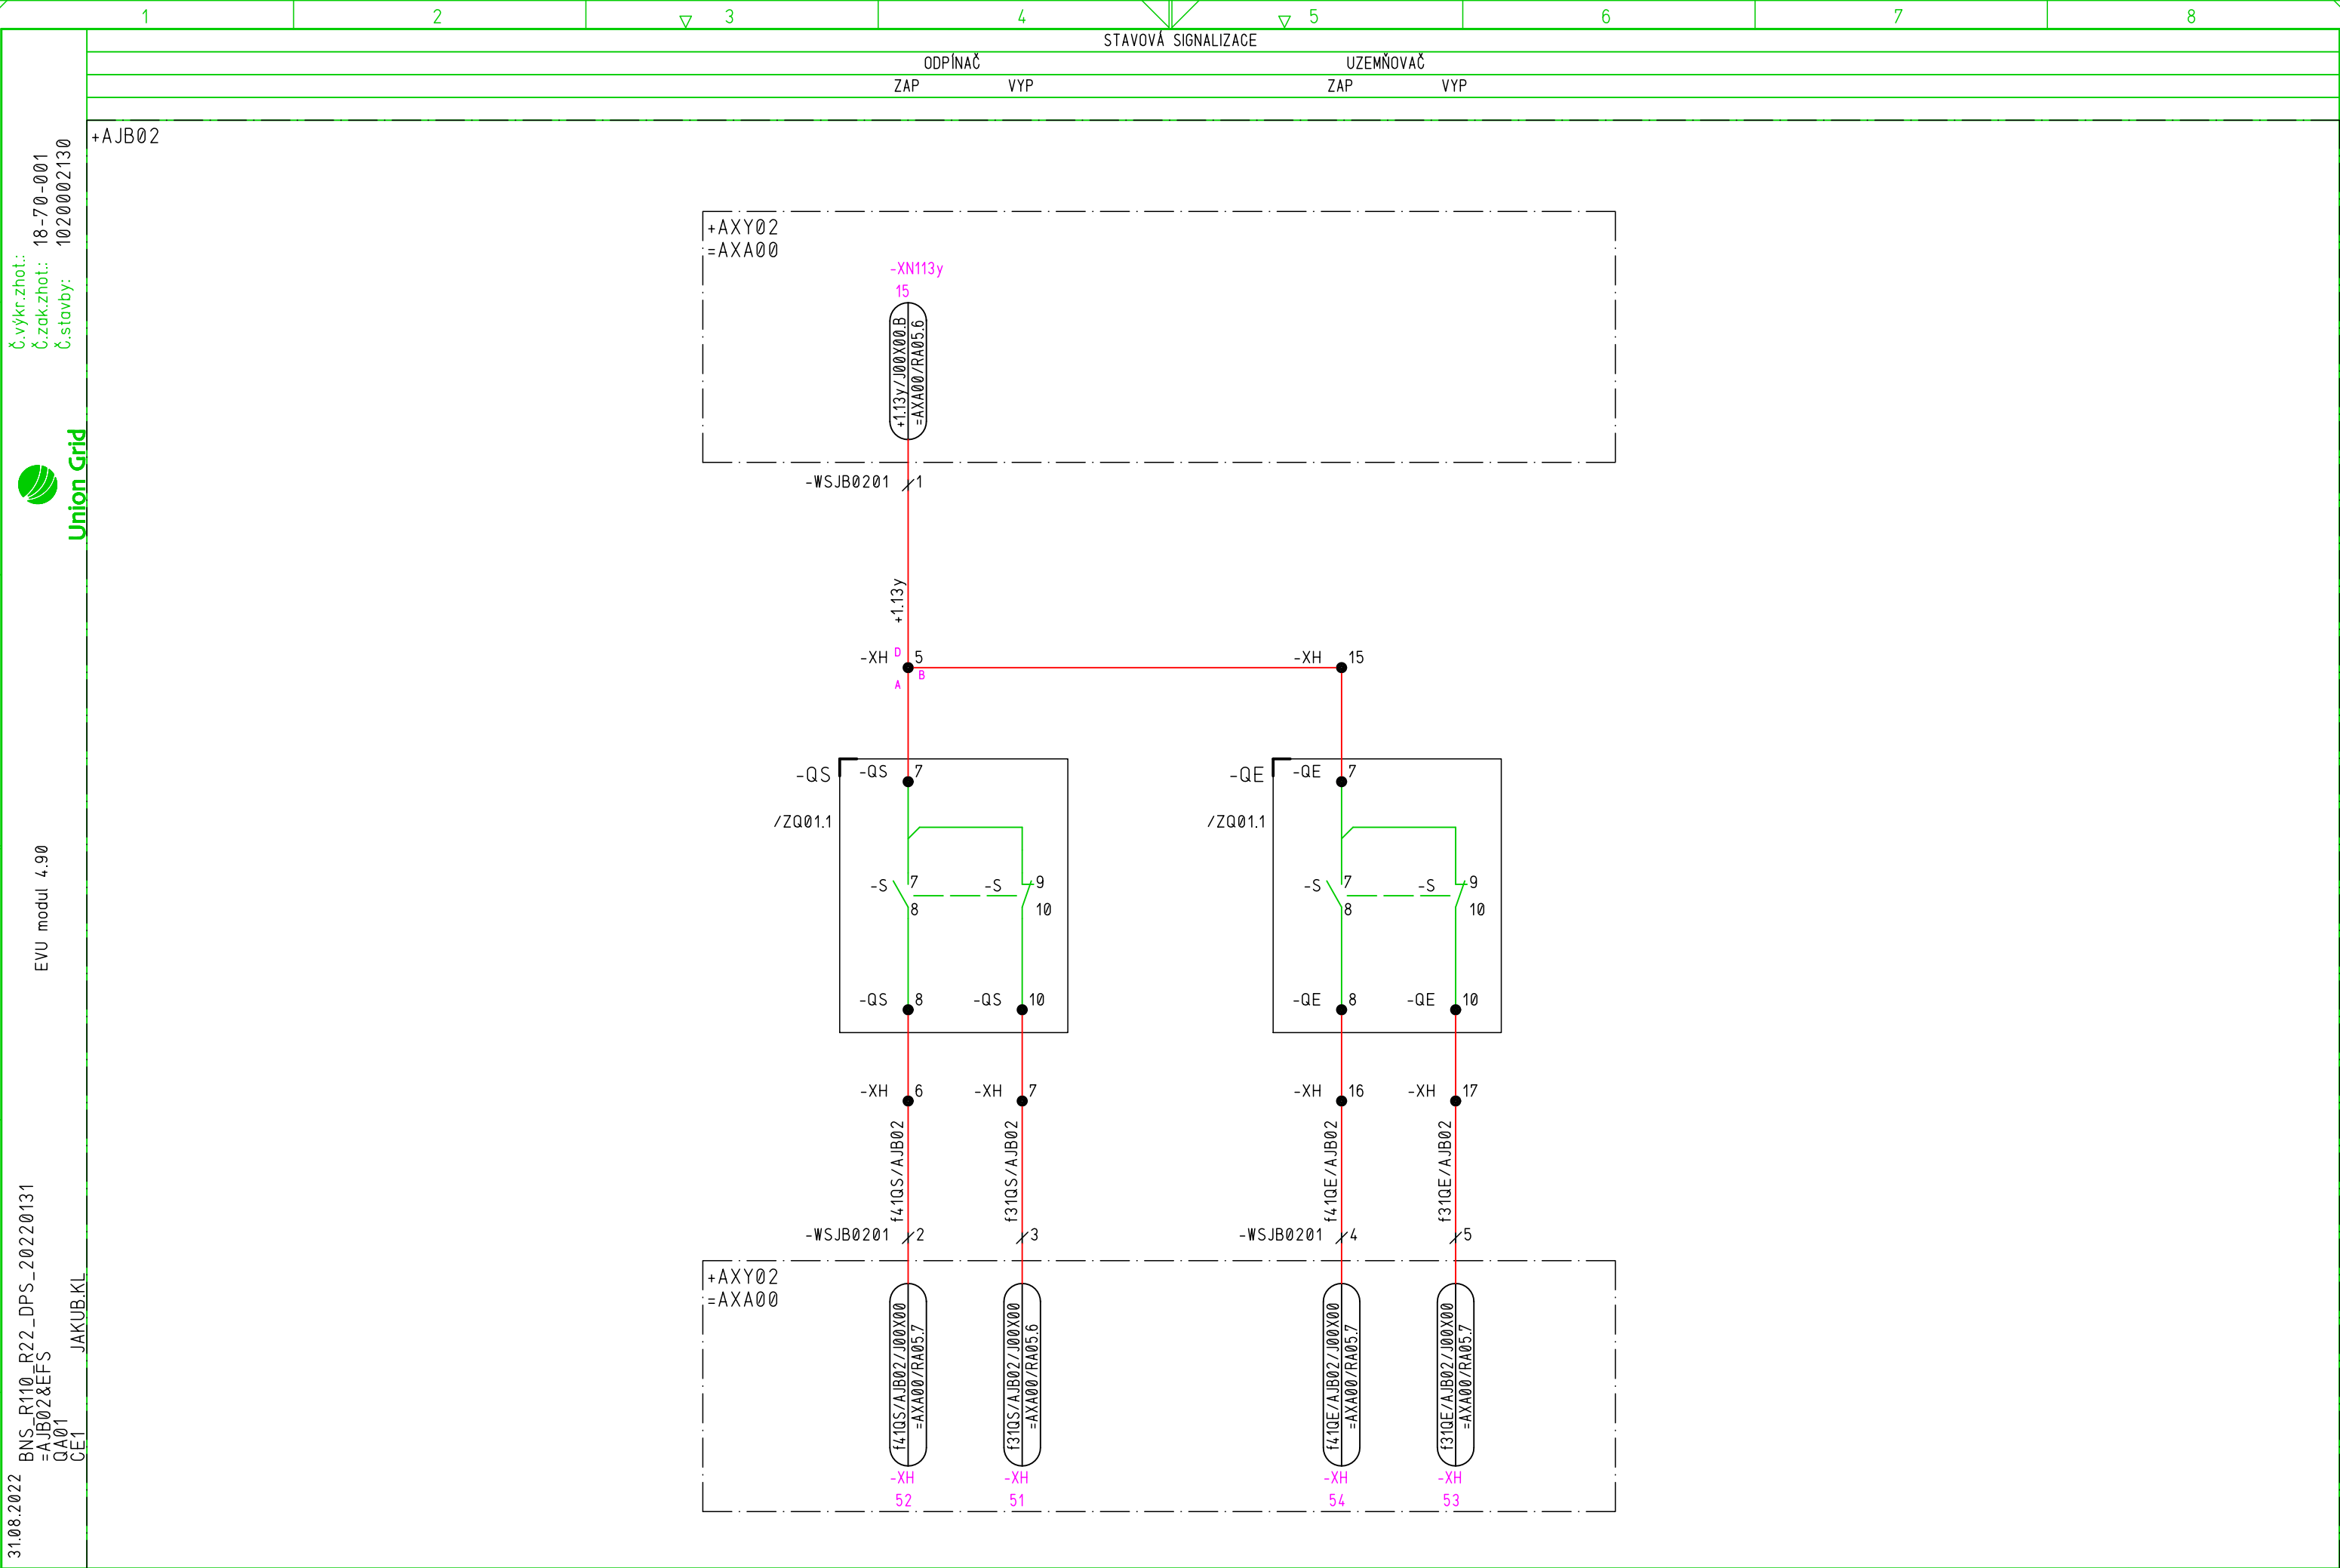 1 2 3 4 5 6 7 8
STAVOVÁ SIGNALIZACE
ODPÍNAČ UZEMŇOVAČ
ZAP VYP ZAP VYP
+AJB02
Č.výkr.zhot.:
Č.zak.zhot.: 18-70-001
Č.stavby: 1020002130
Union Grid
EVU modul 4.90
BNS_R110_R22_DPS_20220131
=AJB02&EFS
QA01
CE1 JAKUB.KL
31.08.2022
+AXY02
=AXA00
-XN113y
15
+1.13y/J00X00.B
=AXA00/RA05.6
-WSJB0201 1
+1.13y
-XH D 5 -XH 15
A B
-QS -QS 7 -QE -QE 7
/ZQ01.1 /ZQ01.1
-S 7 -S 9 -S 7 -S 9
8 10 8 10
-QS 8 -QS 10 -QE 8 -QE 10
-XH 6 -XH 7 -XH 16 -XH 17
f41QS/AJB02 f31QS/AJB02 f41QE/AJB02 f31QE/AJB02
-WSJB0201 2 3 -WSJB0201 4 5
+AXY02
=AXA00
f41QS/AJB02/J00X00
=AXA00/RA05.7
f31QS/AJB02/J00X00
=AXA00/RA05.6
f41QE/AJB02/J00X00
=AXA00/RA05.7
f31QE/AJB02/J00X00
=AXA00/RA05.7
-XH -XH -XH -XH
52 51 54 53